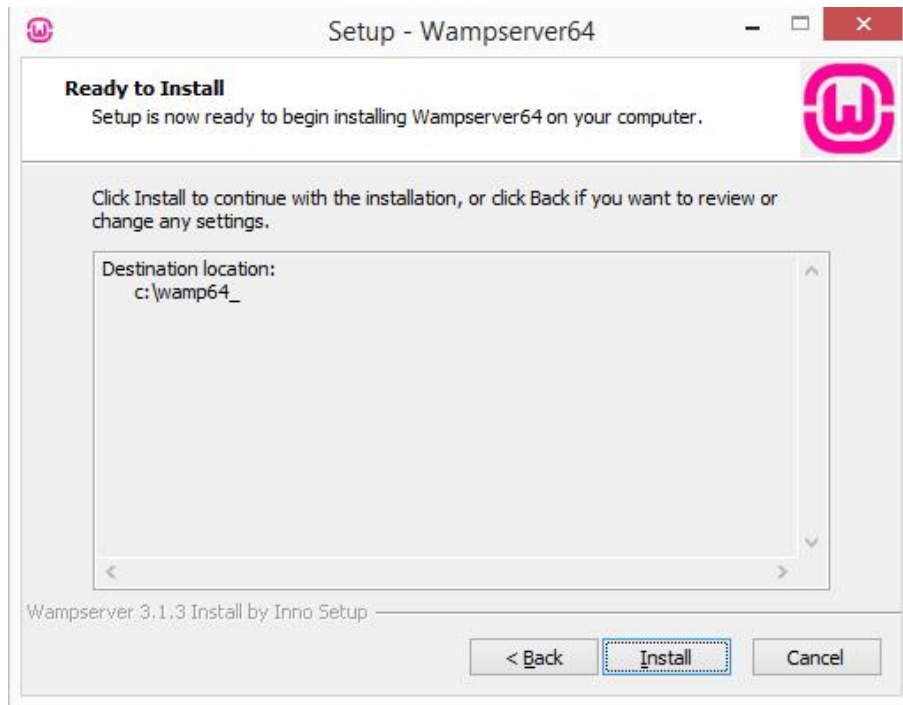 Setup - Wampserver64
Ready to Install
Setup is now ready to begin installing Wampserver64 on your computer.
Click Install to continue with the installation, or click Back if you want to review or
change any settings.
Destination location:
c:\wamp64_
Wampserver 3.1.3 Install by Inno Setup
< Back Install Cancel